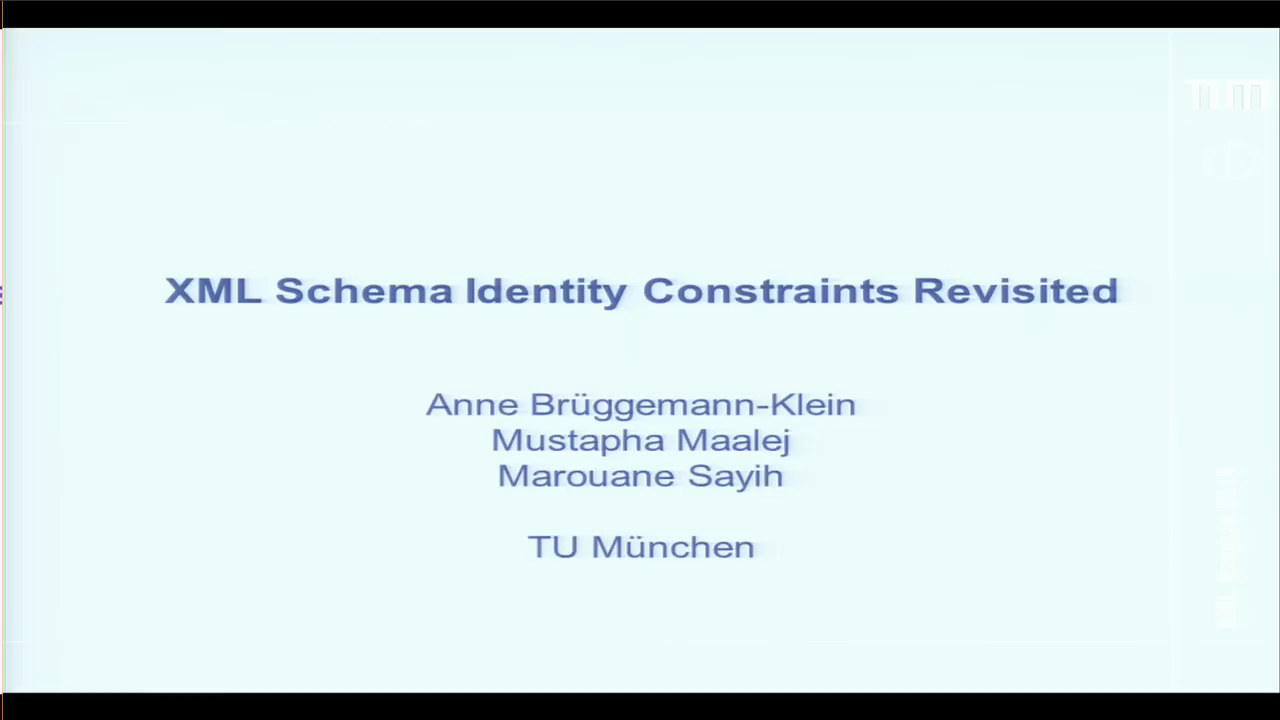 XML Schema Identity Constraints Revisited
Anne Brüggemann-Klein
Mustapha Maalej
Marouane Sayih
TU München